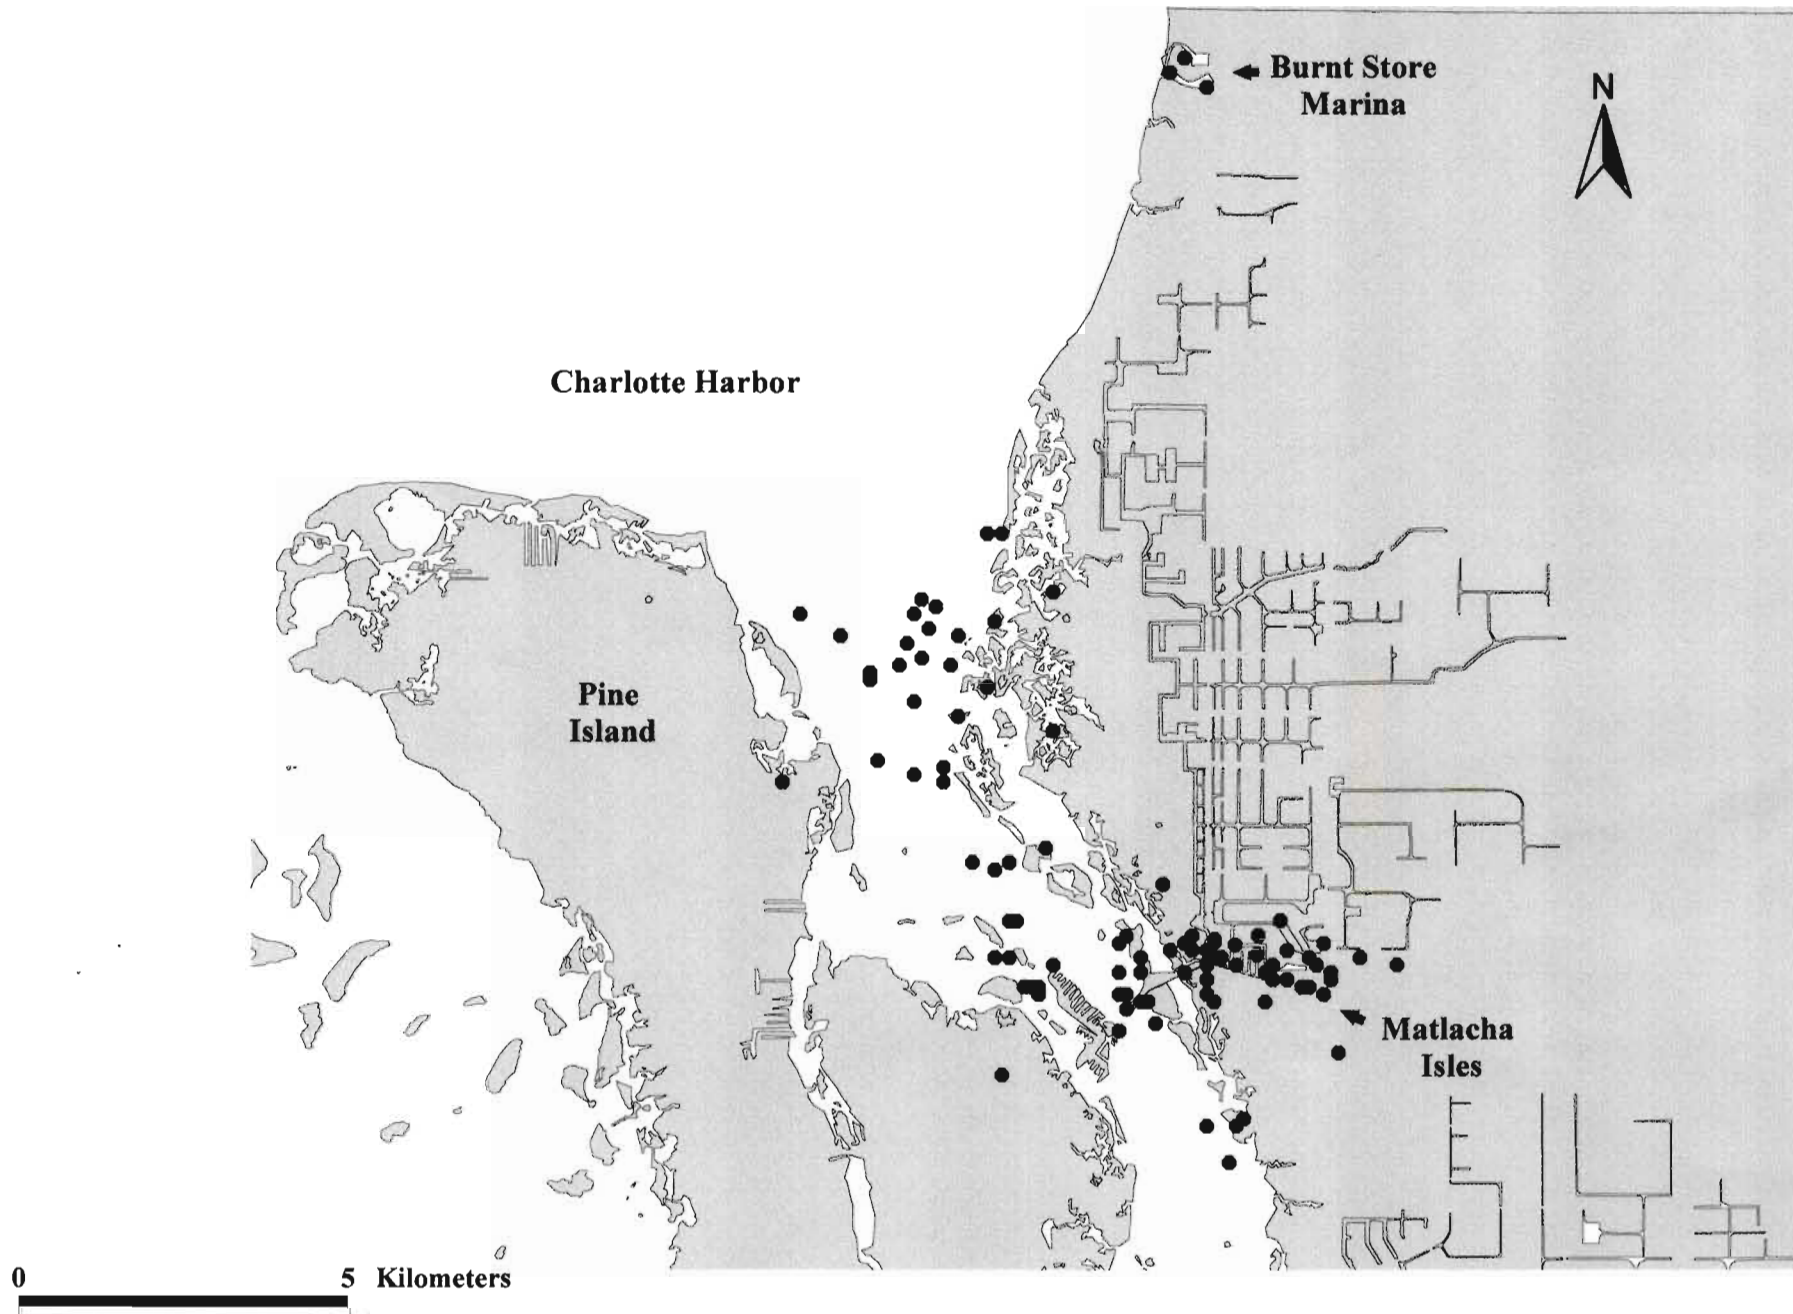 Burnt Store
Marina
N
Charlotte Harbor
Pine
Island
Matlacha
Isles
0 5 Kilometers